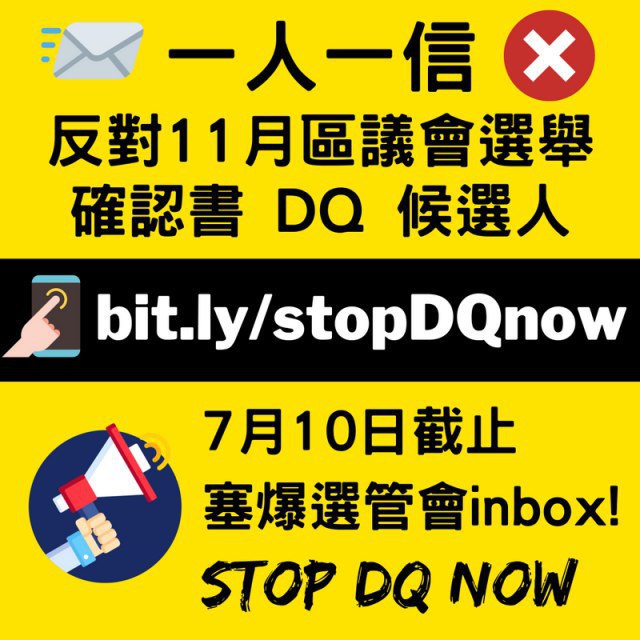 一人一信
反對11月區議會選舉
確認書 DQ 候選人
bit.ly/stopDQnow
7月10日截止
塞爆選管會inbox!
STOP DQ NOW